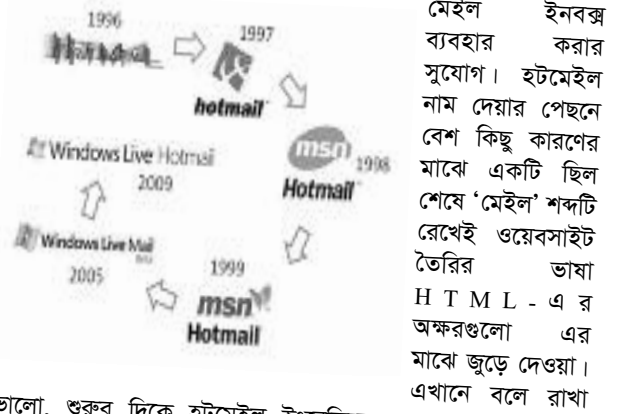 1996
1997
hotmail
msn
1998
Hotmail
Windows Live Hotmail
2009
Windows Live Mail
2005
1999
msn
Hotmail
মেইল ইনবক্স
ব্যবহার করার
সুযোগ। হটমেইল
নাম দেয়ার পেছনে
বেশ কিছু কারণের
মাঝে একটি ছিল
শেষে ‘মেইল’ শব্দটি
রেখেই ওয়েবসাইট
তৈরির ভাষা
HTML-এর
অক্ষরগুলো এর
মাঝে জুড়ে দেওয়া।
এখানে বলে রাখা
ভালো, শুরুর দিকে হটমেইল